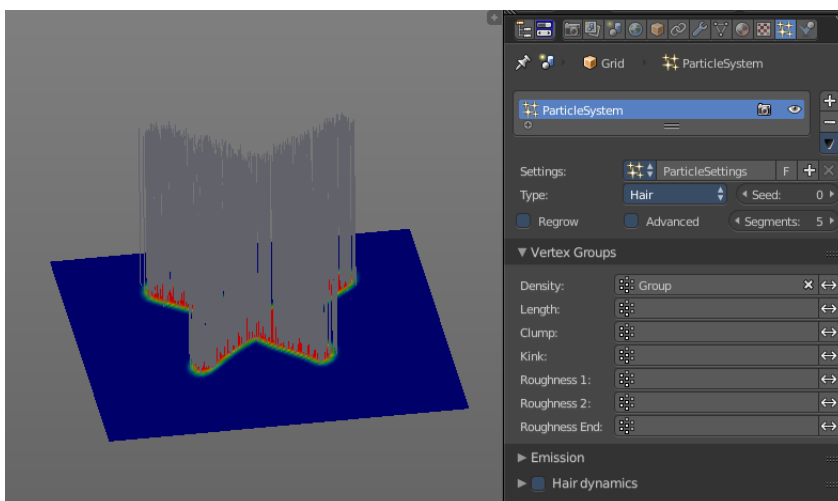 Grid ParticleSystem
ParticleSystem
Settings: ParticleSettings F
Type: Hair Seed: 0
Regrow Advanced Segments: 5
Vertex Groups
Density: Group
Length:
Clump:
Kink:
Roughness 1:
Roughness 2:
Roughness End:
Emission
Hair dynamics